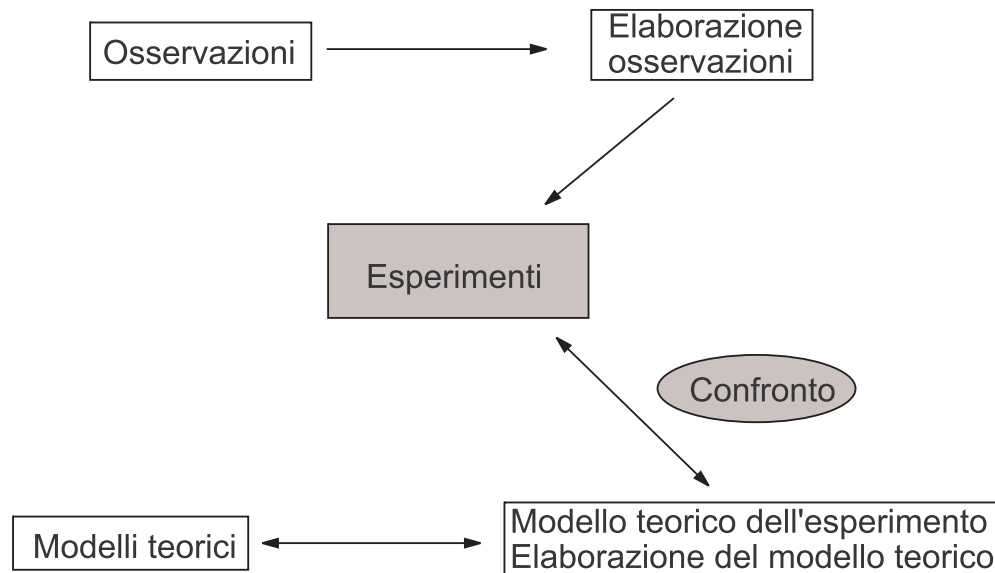 Osservazioni
Elaborazione
osservazioni
Esperimenti
Confronto
Modelli teorici
Modello teorico dell'esperimento
Elaborazione del modello teorico